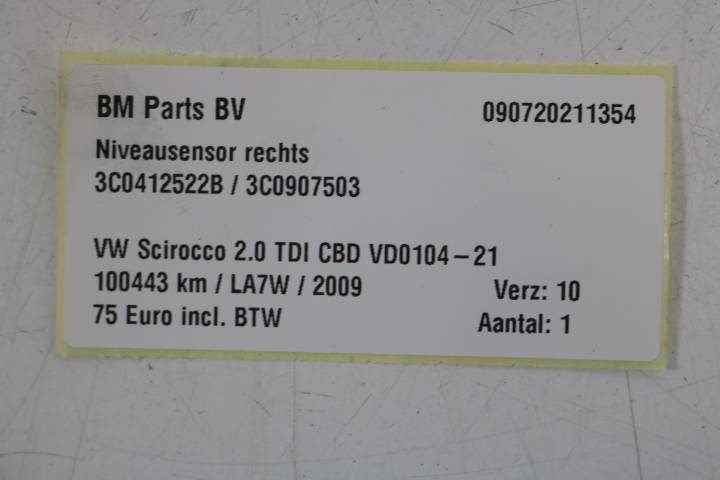 BM Parts BV 090720211354
Niveausensor rechts
3C0412522B / 3C0907503
VW Scirocco 2.0 TDI CBD VD0104-21
100443 km / LA7W / 2009 Verz: 10
75 Euro incl. BTW Aantal: 1